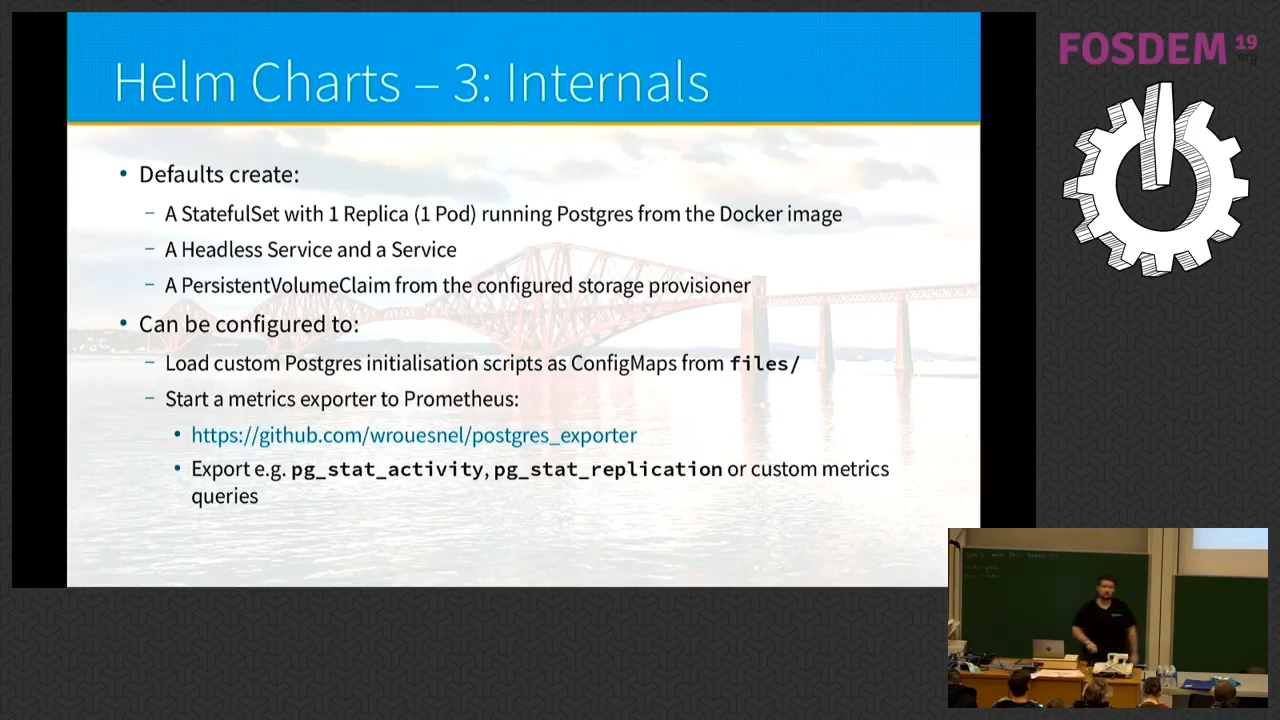 Helm Charts – 3: Internals
FOSDEM 19
.org
• Defaults create:
– A StatefulSet with 1 Replica (1 Pod) running Postgres from the Docker image
– A Headless Service and a Service
– A PersistentVolumeClaim from the configured storage provisioner
• Can be configured to:
– Load custom Postgres initialisation scripts as ConfigMaps from files/
– Start a metrics exporter to Prometheus:
• https://github.com/wrouesnel/postgres_exporter
• Export e.g. pg_stat_activity, pg_stat_replication or custom metrics
queries